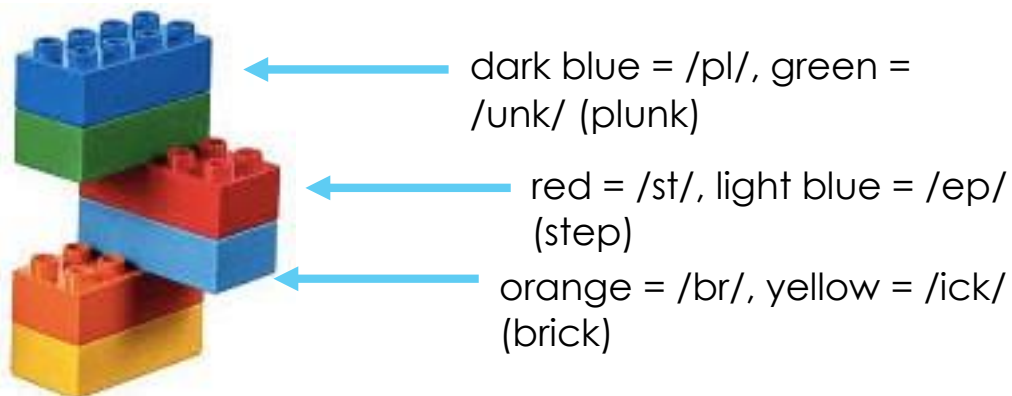 dark blue = /pl/, green =
/unk/ (plunk)
red = /st/, light blue = /ep/
(step)
orange = /br/, yellow = /ick/
(brick)